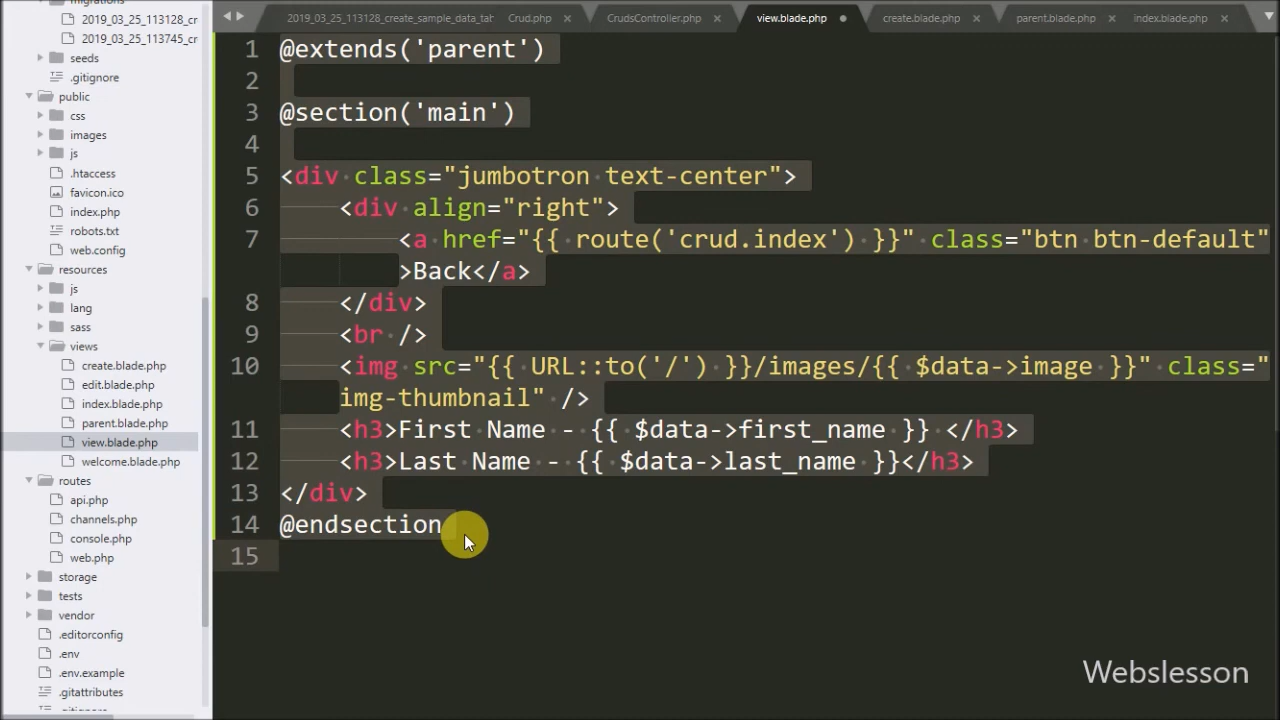 migrations
2019_03_25_113128_cr
2019_03_25_113745_cr
seeds
.gitignore
public
css
images
js
.htaccess
favicon.ico
index.php
robots.txt
web.config
resources
js
lang
sass
views
create.blade.php
edit.blade.php
index.blade.php
parent.blade.php
view.blade.php
welcome.blade.php
routes
api.php
channels.php
console.php
web.php
storage
tests
vendor
.editorconfig
.env
.env.example
.gitattributes
.gitignore
2019_03_25_113128_create_sample_data_tab Crud.php CrudsController.php view.blade.php create.blade.php parent.blade.php index.blade.php
1 @extends('parent')
2
3 @section('main')
4
5 <div class="jumbotron text-center">
6 <div align="right">
7 <a href="{{ route('crud.index') }}" class="btn btn-default"
>Back</a>
8 </div>
9 <br />
10 <img src="{{ URL::to('/') }}/images/{{ $data->image }}" class="
img-thumbnail" />
11 <h3>First Name - {{ $data->first_name }} </h3>
12 <h3>Last Name - {{ $data->last_name }}</h3>
13 </div>
14 @endsection
15
Webslesson